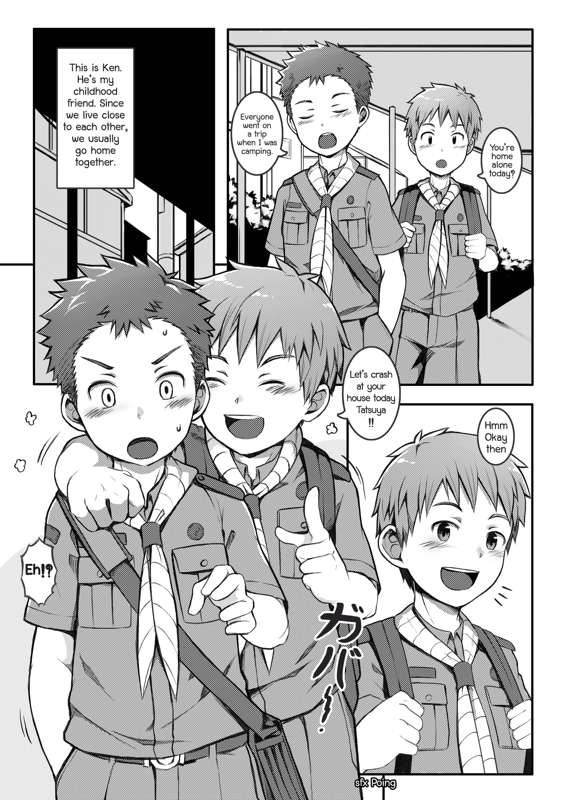 This is Ken.
He's my
childhood
friend. Since
we live close
to each other,
we usually
go home
together.
You're
home
alone
today?
Everyone
went on
a trip
when I was
camping.
Hmm
Okay
then
Let's crash
at your
house today
Tatsuya
!!
Eh!?
ガバー
sfx Poing